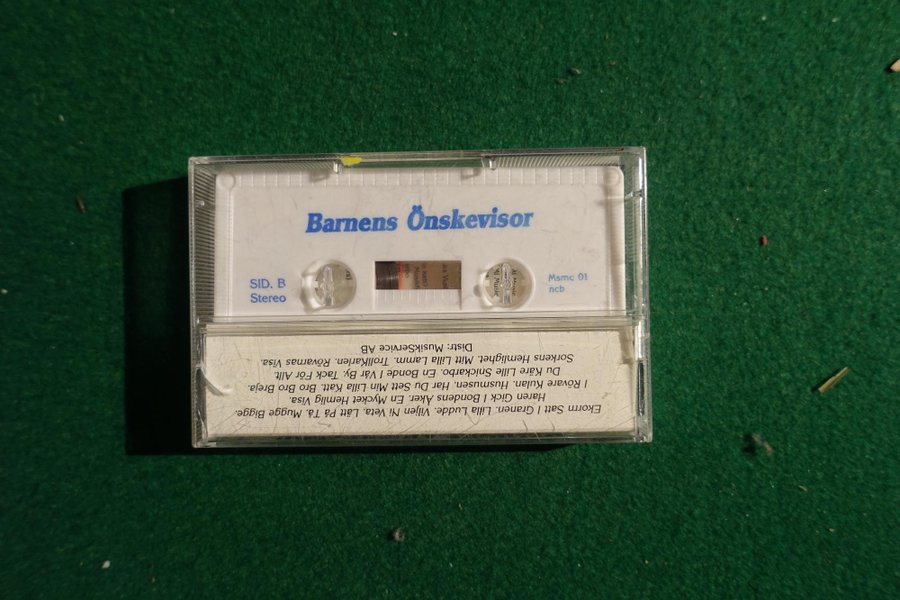 Barnens Önskevisor
SID. B
Stereo
Msmc 01
ncb
Ekorrn Satt I Granen. Lilla Ludde. Viljen Ni Veta. Lätt På Tå. Mugge Bigge.
Haren Gick I Bondens Åker. En Mycket Hemlig Visa.
I Rövare Kulan. Husmusen. Har Du Sett Min Lilla Katt. Bro Bro Breja.
Du Käre Lille Snickarbo. En Bonde I Vår By. Tack För Allt.
Sorkens Hemlighet. Mitt Lilla Lamm. Trollkarlen. Rövarnas Visa.
Distr: MusikService AB